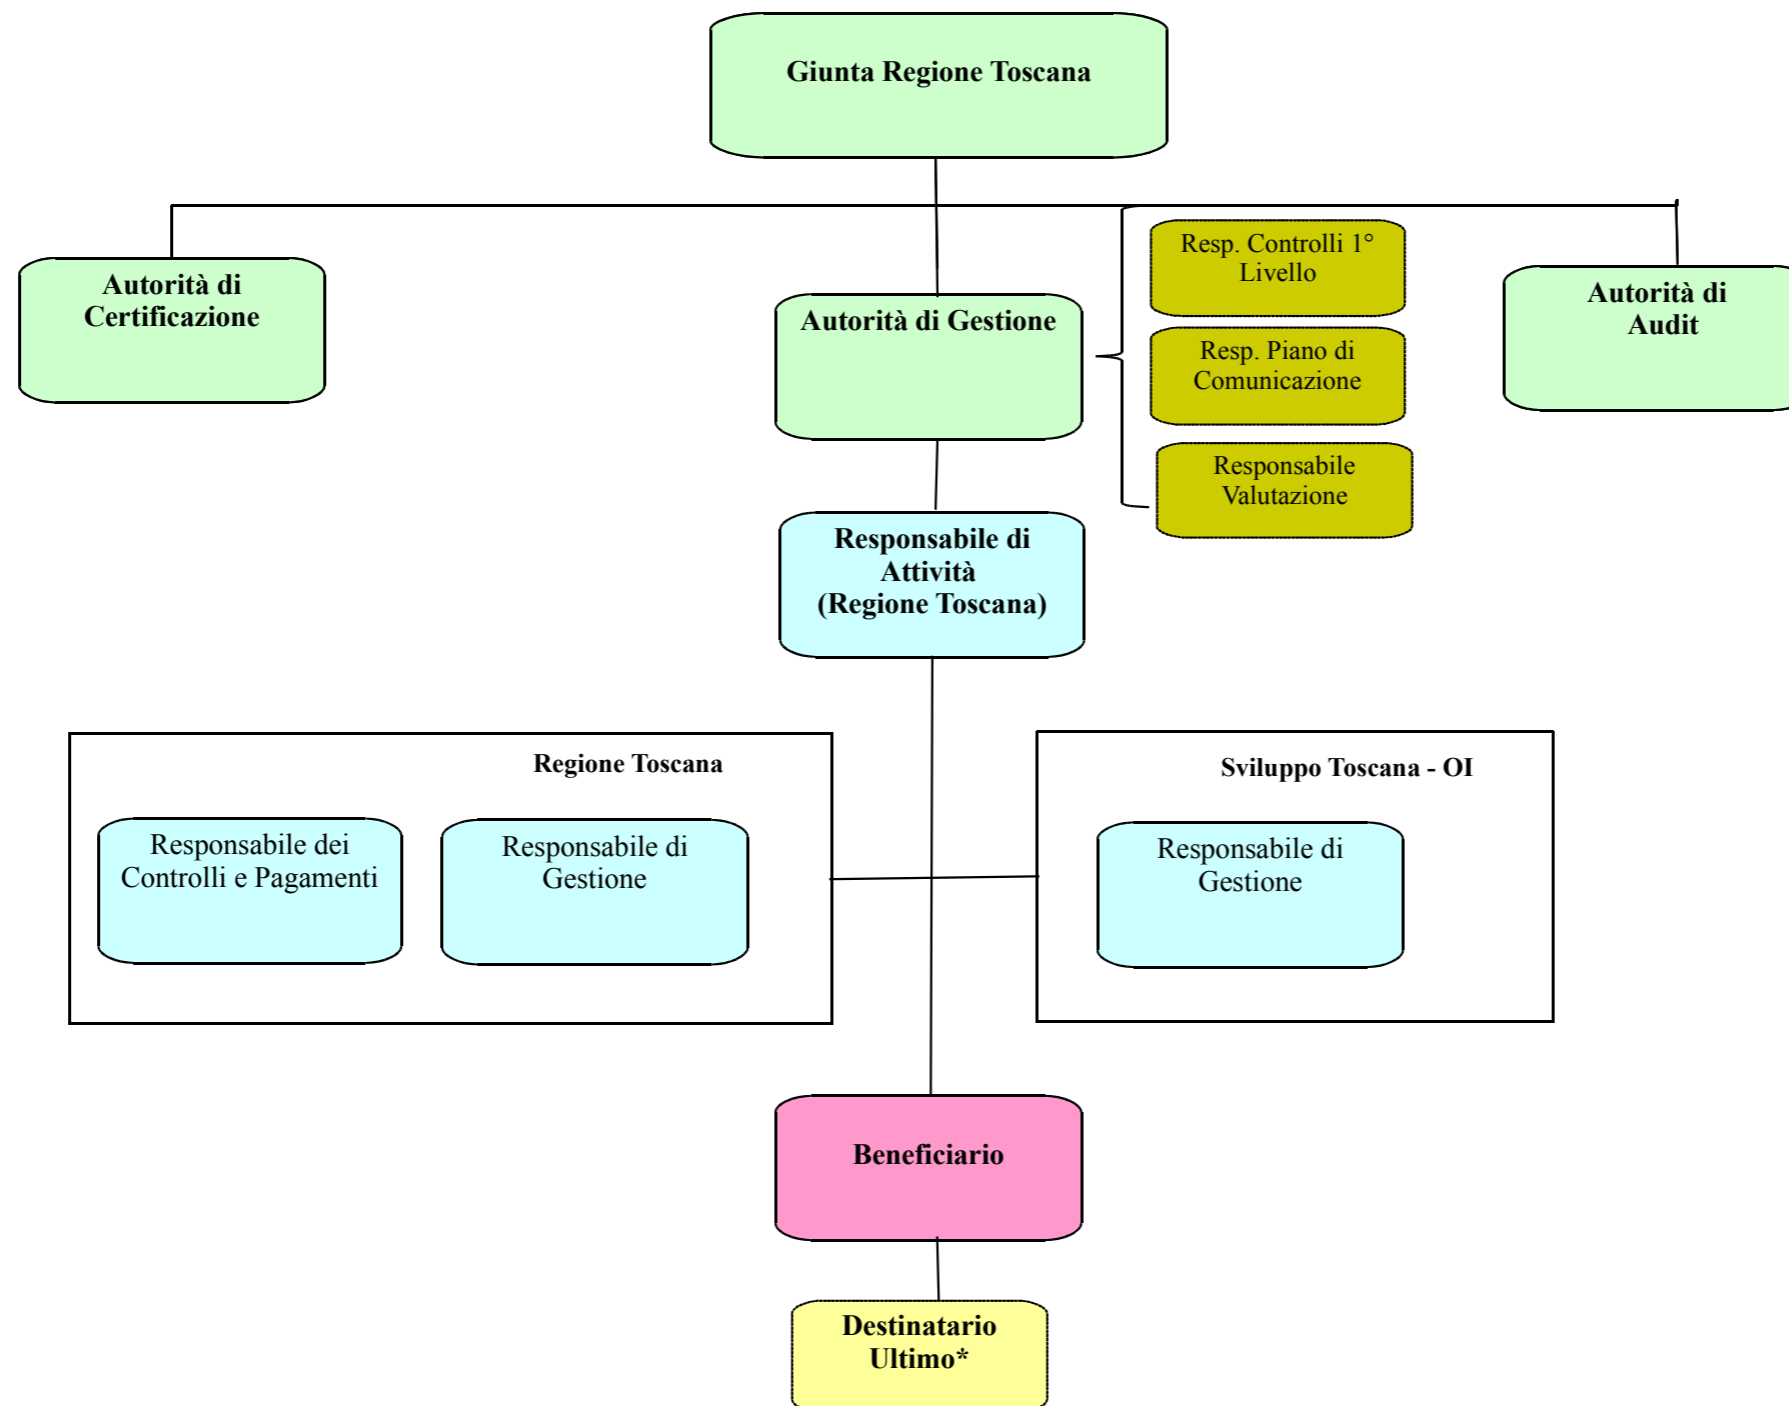 Giunta Regione Toscana
Autorità di
Certificazione
Autorità di Gestione
Resp. Controlli 1°
Livello
Resp. Piano di
Comunicazione
Responsabile
Valutazione
Autorità di
Audit
Responsabile di
Attività
(Regione Toscana)
Regione Toscana
Responsabile dei
Controlli e Pagamenti
Responsabile di
Gestione
Sviluppo Toscana - OI
Responsabile di
Gestione
Beneficiario
Destinatario
Ultimo*